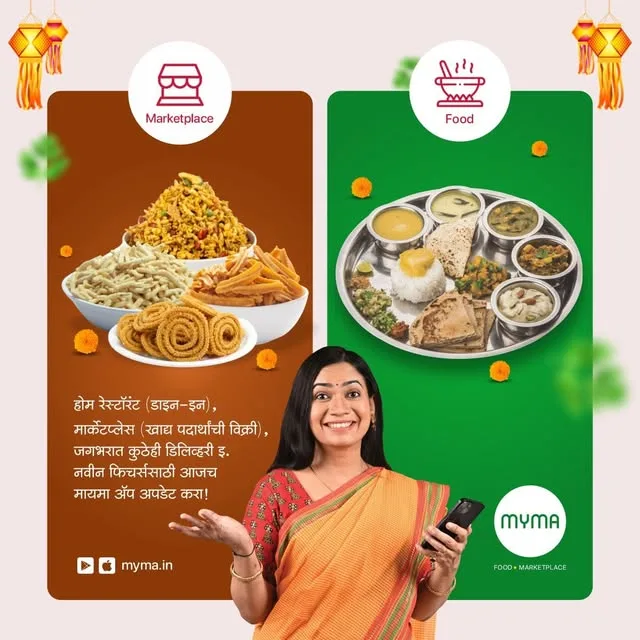 Marketplace
Food
होम रेस्टॉरंट (डाइन-इन),
मार्केटप्लेस (खाद्य पदार्थांची विक्री),
जगभरात कुठेही डिलिव्हरी इ.
नवीन फिचर्ससाठी आजच
मायमा ॲप अपडेट करा!
myma.in
MYMA
FOOD • MARKETPLACE